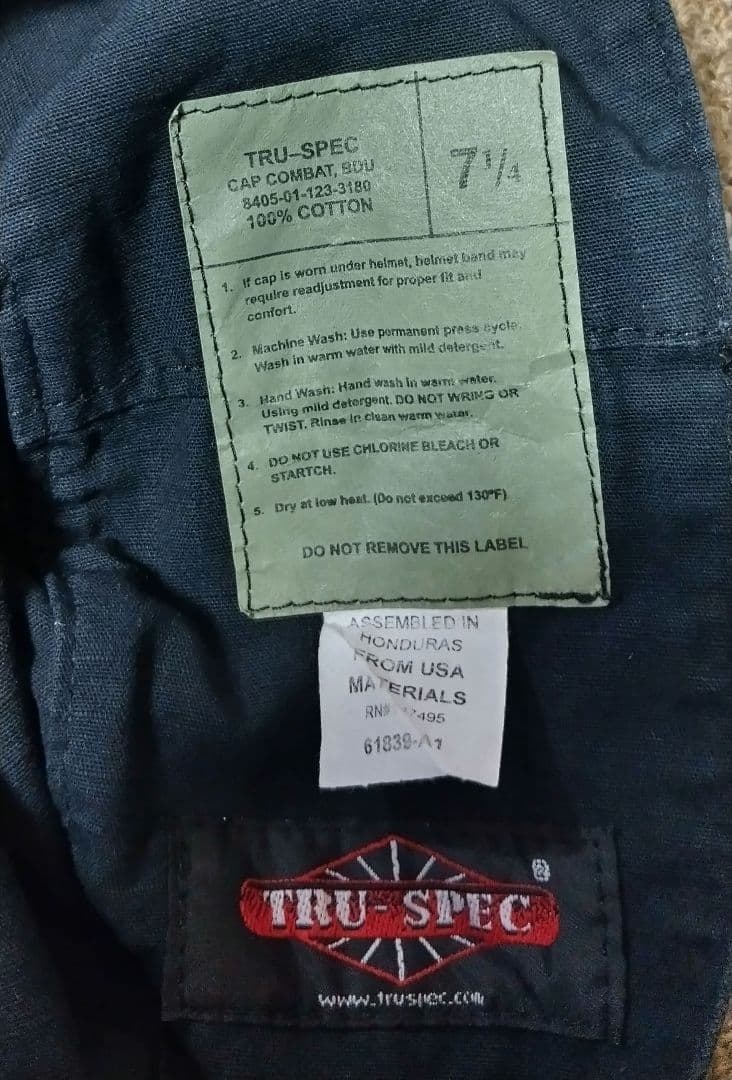 TRU–SPEC
CAP COMBAT, BDU
8405-01-123-3180
100% COTTON
7 1/4
1. If cap is worn under helmet, helmet band may
require readjustment for proper fit and
confort.
2. Machine Wash: Use permanent press cycle.
Wash in warm water with mild detergent.
3. Hand Wash: Hand wash in warm water.
Using mild detergent. DO NOT WRING OR
TWIST. Rinse in clean warm water.
4. DO NOT USE CHLORINE BLEACH OR
STARTCH.
5. Dry at low heat. (Do not exceed 130°F)
DO NOT REMOVE THIS LABEL
ASSEMBLED IN
HONDURAS
FROM USA
MATERIALS
RN#
61839-A1
TRU-SPEC®
www.truspec.com